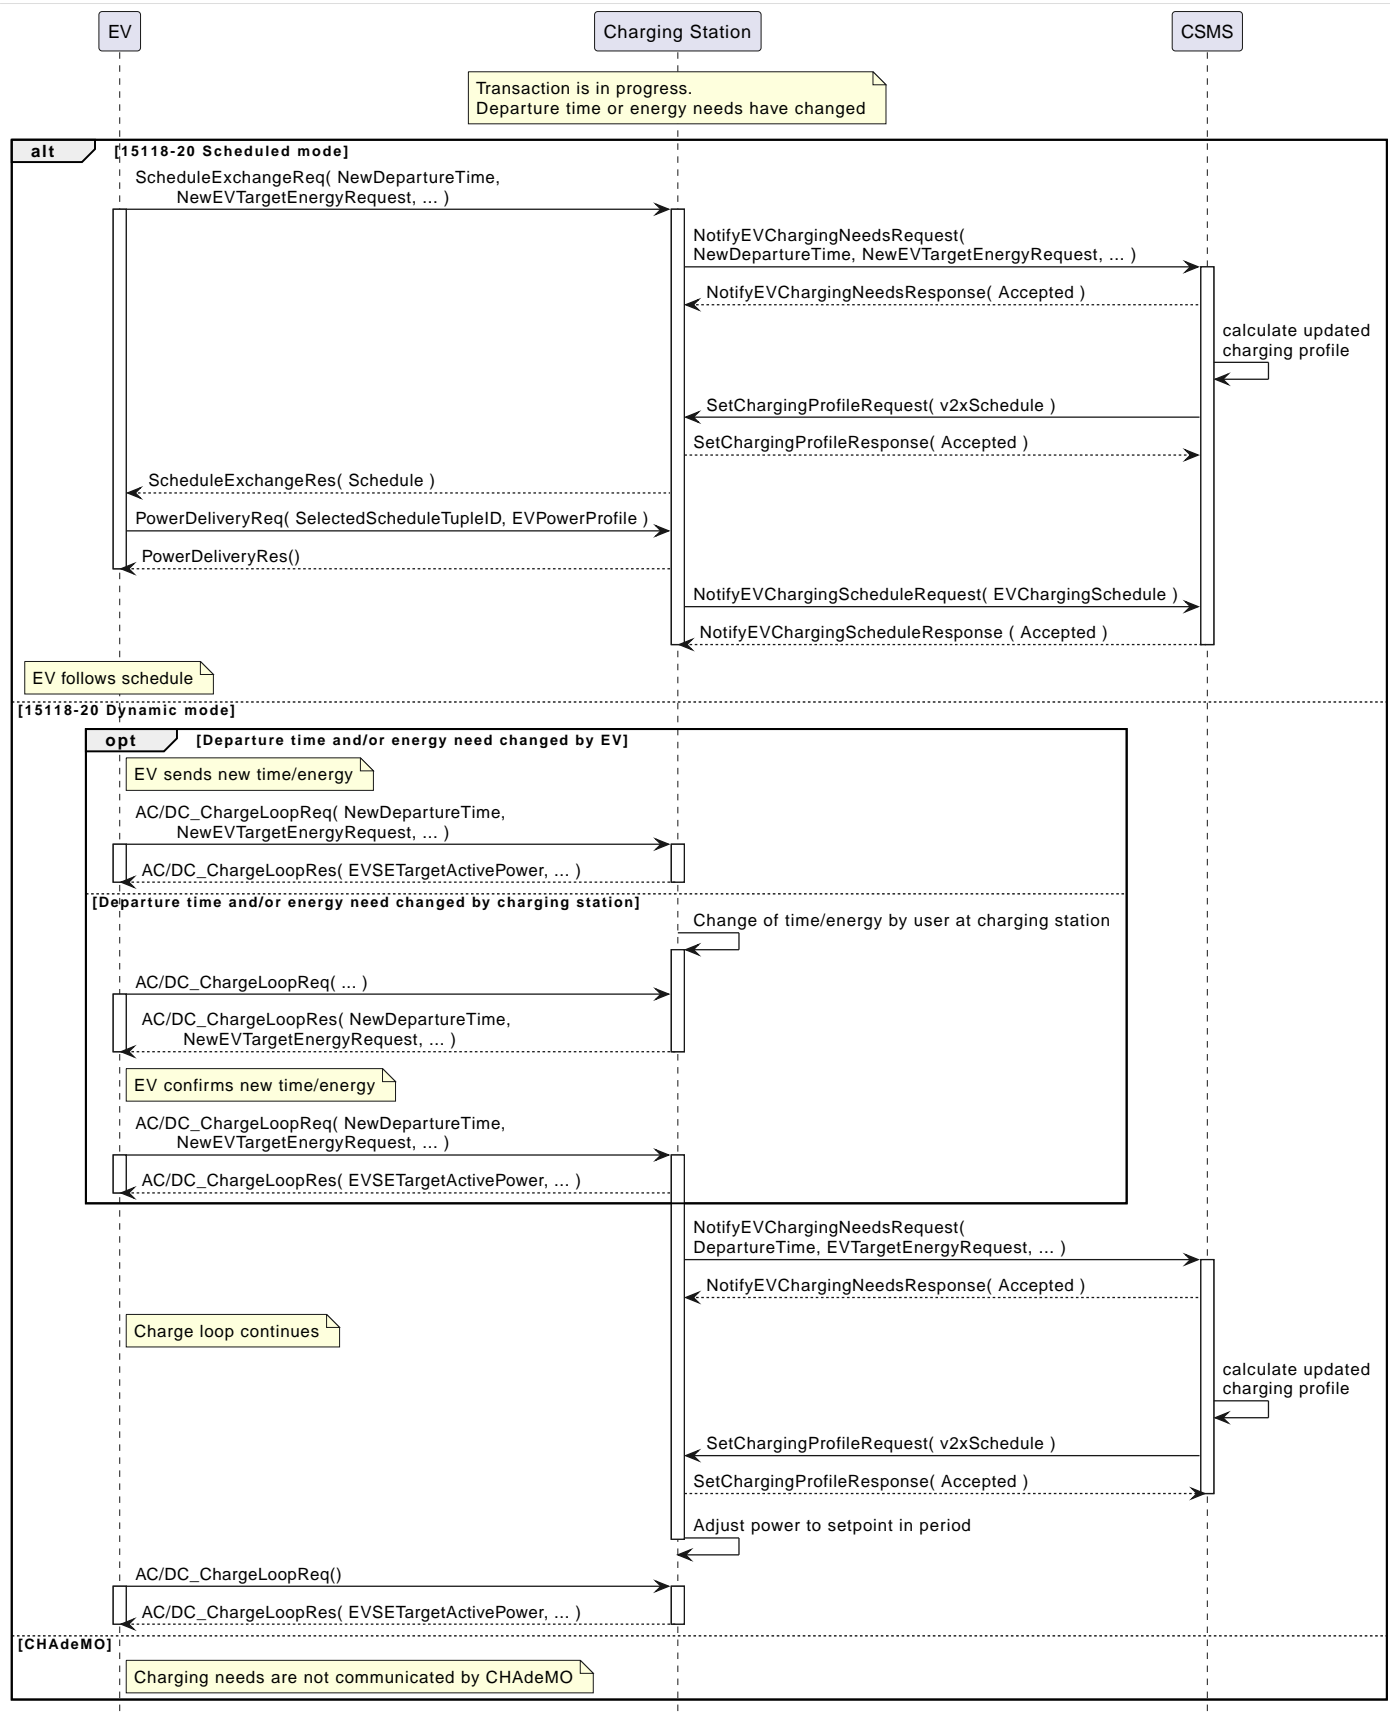 EV
Charging Station
CSMS
Transaction is in progress.
Departure time or energy needs have changed
alt
[15118-20 Scheduled mode]
ScheduleExchangeReq( NewDepartureTime,
NewEVTargetEnergyRequest, ... )
NotifyEVChargingNeedsRequest(
NewDepartureTime, NewEVTargetEnergyRequest, ... )
NotifyEVChargingNeedsResponse( Accepted )
calculate updated
charging profile
SetChargingProfileRequest( v2xSchedule )
SetChargingProfileResponse( Accepted )
ScheduleExchangeRes( Schedule )
PowerDeliveryReq( SelectedScheduleTupleID, EVPowerProfile )
PowerDeliveryRes()
NotifyEVChargingScheduleRequest( EVChargingSchedule )
NotifyEVChargingScheduleResponse ( Accepted )
EV follows schedule
[15118-20 Dynamic mode]
opt
[Departure time and/or energy need changed by EV]
EV sends new time/energy
AC/DC_ChargeLoopReq( NewDepartureTime,
NewEVTargetEnergyRequest, ... )
AC/DC_ChargeLoopRes( EVSETargetActivePower, ... )
[Departure time and/or energy need changed by charging station]
Change of time/energy by user at charging station
AC/DC_ChargeLoopReq( ... )
AC/DC_ChargeLoopRes( NewDepartureTime,
NewEVTargetEnergyRequest, ... )
EV confirms new time/energy
AC/DC_ChargeLoopReq( NewDepartureTime,
NewEVTargetEnergyRequest, ... )
AC/DC_ChargeLoopRes( EVSETargetActivePower, ... )
NotifyEVChargingNeedsRequest(
DepartureTime, EVTargetEnergyRequest, ... )
NotifyEVChargingNeedsResponse( Accepted )
Charge loop continues
calculate updated
charging profile
SetChargingProfileRequest( v2xSchedule )
SetChargingProfileResponse( Accepted )
Adjust power to setpoint in period
AC/DC_ChargeLoopReq()
AC/DC_ChargeLoopRes( EVSETargetActivePower, ... )
[CHAdeMO]
Charging needs are not communicated by CHAdeMO